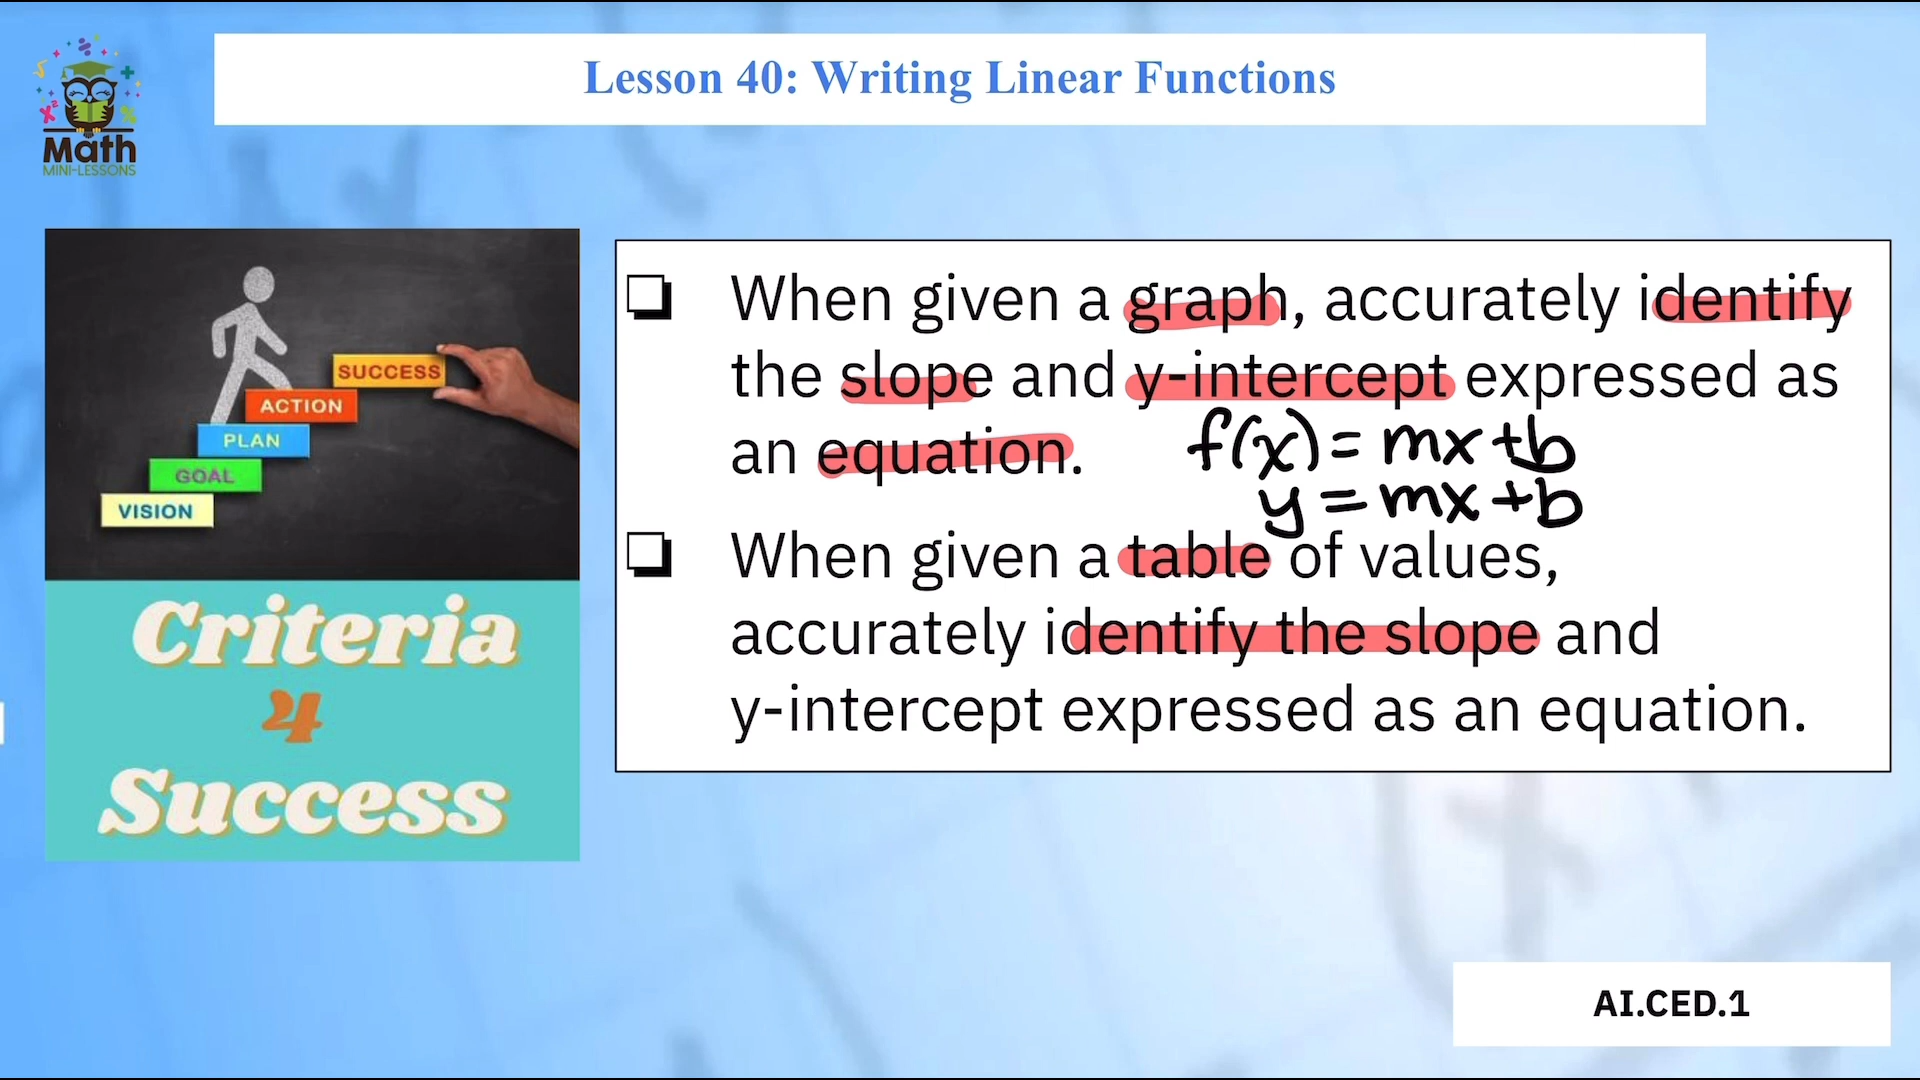 Lesson 40: Writing Linear Functions
Math
MINI-LESSONS
SUCCESS
ACTION
PLAN
GOAL
VISION
Criteria
4
Success
❏ When given a graph, accurately identify
the slope and y-intercept expressed as
an equation.
f(x) = mx+b
y = mx+b
❏ When given a table of values,
accurately identify the slope and
y-intercept expressed as an equation.
AI.CED.1